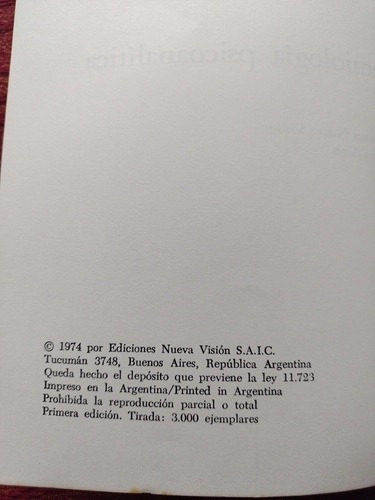 © 1974 por Ediciones Nueva Visión S.A.I.C.
Tucumán 3748, Buenos Aires, República Argentina
Queda hecho el depósito que previene la ley 11.723
Impreso en la Argentina/Printed in Argentina
Prohíbida la reproducción parcial o total
Primera edición. Tirada: 3.000 ejemplares